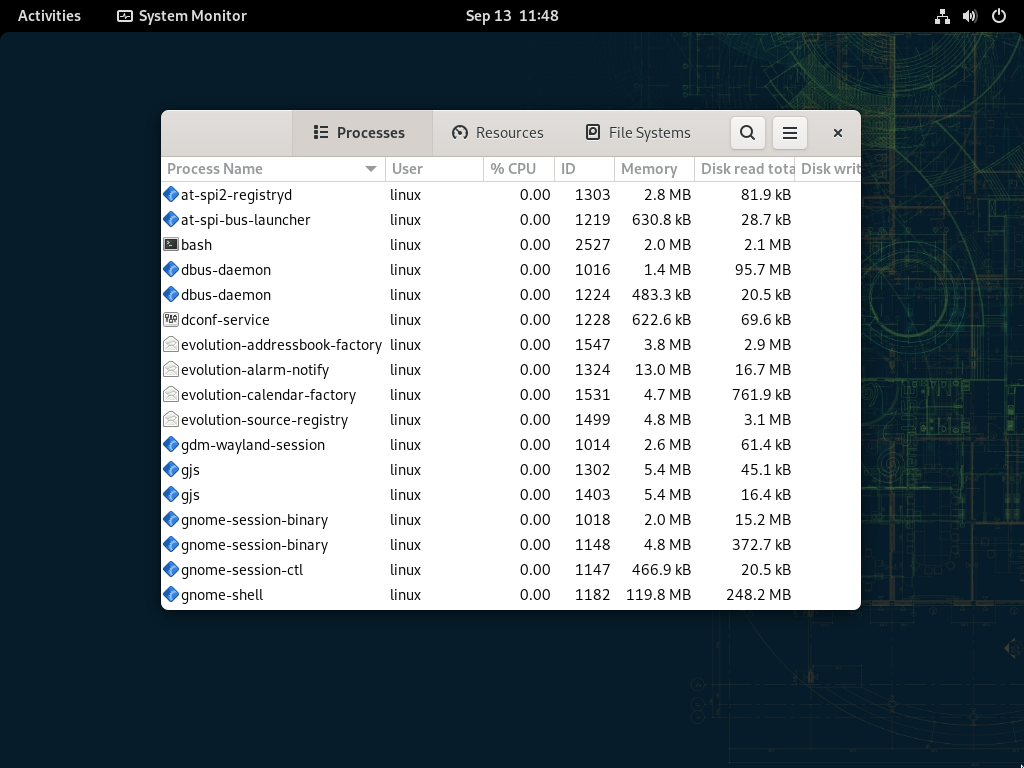 Activities System Monitor Sep 13 11:48
Processes Resources File Systems
Process Name User % CPU ID Memory Disk read tota Disk writ
at-spi2-registryd linux 0.00 1303 2.8 MB 81.9 kB
at-spi-bus-launcher linux 0.00 1219 630.8 kB 28.7 kB
bash linux 0.00 2527 2.0 MB 2.1 MB
dbus-daemon linux 0.00 1016 1.4 MB 95.7 MB
dbus-daemon linux 0.00 1224 483.3 kB 20.5 kB
dconf-service linux 0.00 1228 622.6 kB 69.6 kB
evolution-addressbook-factory linux 0.00 1547 3.8 MB 2.9 MB
evolution-alarm-notify linux 0.00 1324 13.0 MB 16.7 MB
evolution-calendar-factory linux 0.00 1531 4.7 MB 761.9 kB
evolution-source-registry linux 0.00 1499 4.8 MB 3.1 MB
gdm-wayland-session linux 0.00 1014 2.6 MB 61.4 kB
gjs linux 0.00 1302 5.4 MB 45.1 kB
gjs linux 0.00 1403 5.4 MB 16.4 kB
gnome-session-binary linux 0.00 1018 2.0 MB 15.2 MB
gnome-session-binary linux 0.00 1148 4.8 MB 372.7 kB
gnome-session-ctl linux 0.00 1147 466.9 kB 20.5 kB
gnome-shell linux 0.00 1182 119.8 MB 248.2 MB